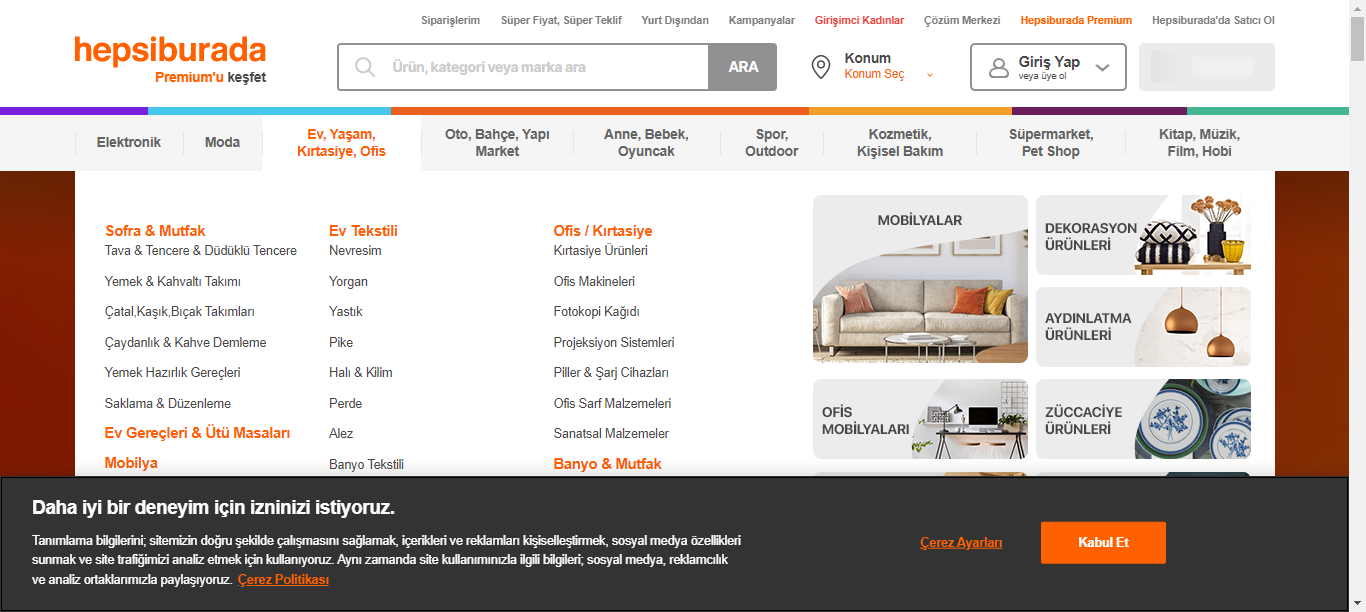 Siparişlerim Süper Fiyat, Süper Teklif Yurt Dışından Kampanyalar Girişimci Kadınlar Çözüm Merkezi Hepsiburada Premium Hepsiburada'da Satıcı Ol
hepsiburada
Premium'u keşfet
Ürün, kategori veya marka ara
ARA
Konum
Konum Seç
Giriş Yap
veya üye ol
Elektronik
Moda
Ev, Yaşam,
Kırtasiye, Ofis
Oto, Bahçe, Yapı
Market
Anne, Bebek,
Oyuncak
Spor,
Outdoor
Kozmetik,
Kişisel Bakım
Süpermarket,
Pet Shop
Kitap, Müzik,
Film, Hobi
Sofra & Mutfak
Tava & Tencere & Düdüklü Tencere
Yemek & Kahvaltı Takımı
Çatal,Kaşık,Bıçak Takımları
Çaydanlık & Kahve Demleme
Yemek Hazırlık Gereçleri
Saklama & Düzenleme
Ev Gereçleri & Ütü Masaları
Mobilya
Ev Tekstili
Nevresim
Yorgan
Yastık
Pike
Halı & Kilim
Perde
Alez
Banyo Tekstili
Ofis / Kırtasiye
Kırtasiye Ürünleri
Ofis Makineleri
Fotokopi Kağıdı
Projeksiyon Sistemleri
Piller & Şarj Cihazları
Ofis Sarf Malzemeleri
Sanatsal Malzemeler
Banyo & Mutfak
MOBİLYALAR
DEKORASYON
ÜRÜNLERİ
AYDINLATMA
ÜRÜNLERİ
OFİS
MOBİLYALARI
ZÜCCACİYE
ÜRÜNLERİ
Daha iyi bir deneyim için izninizi istiyoruz.
Tanımlama bilgilerini; sitemizin doğru şekilde çalışmasını sağlamak, içerikleri ve reklamları kişiselleştirmek, sosyal medya özellikleri
sunmak ve site trafiğimizi analiz etmek için kullanıyoruz. Aynı zamanda site kullanımınızla ilgili bilgileri; sosyal medya, reklamcılık
ve analiz ortaklarımızla paylaşıyoruz. Çerez Politikası
Çerez Ayarları
Kabul Et